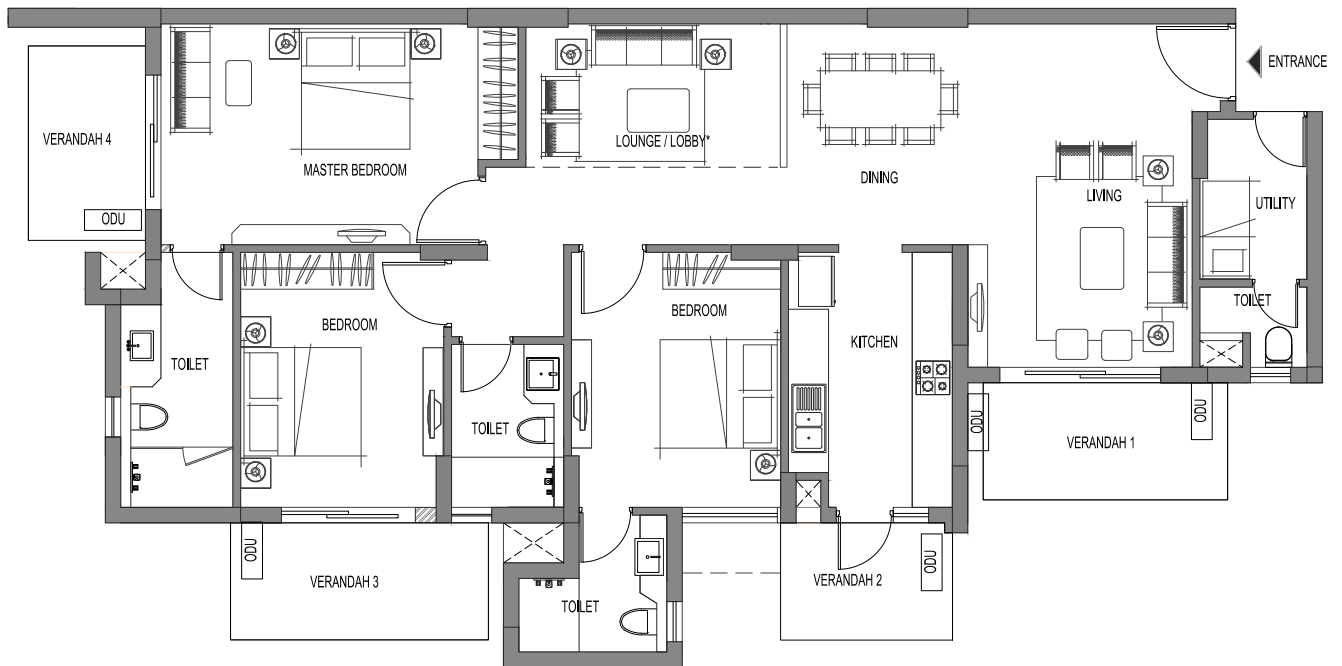 ENTRANCE
VERANDAH 4
LOUNGE / LOBBY*
MASTER BEDROOM
DINING
LIVING
UTILITY
ODU
TOILET
BEDROOM
BEDROOM
KITCHEN
TOILET
TOILET
ODU
ODU
VERANDAH 1
ODU
VERANDAH 3
VERANDAH 2
ODU
TOILET